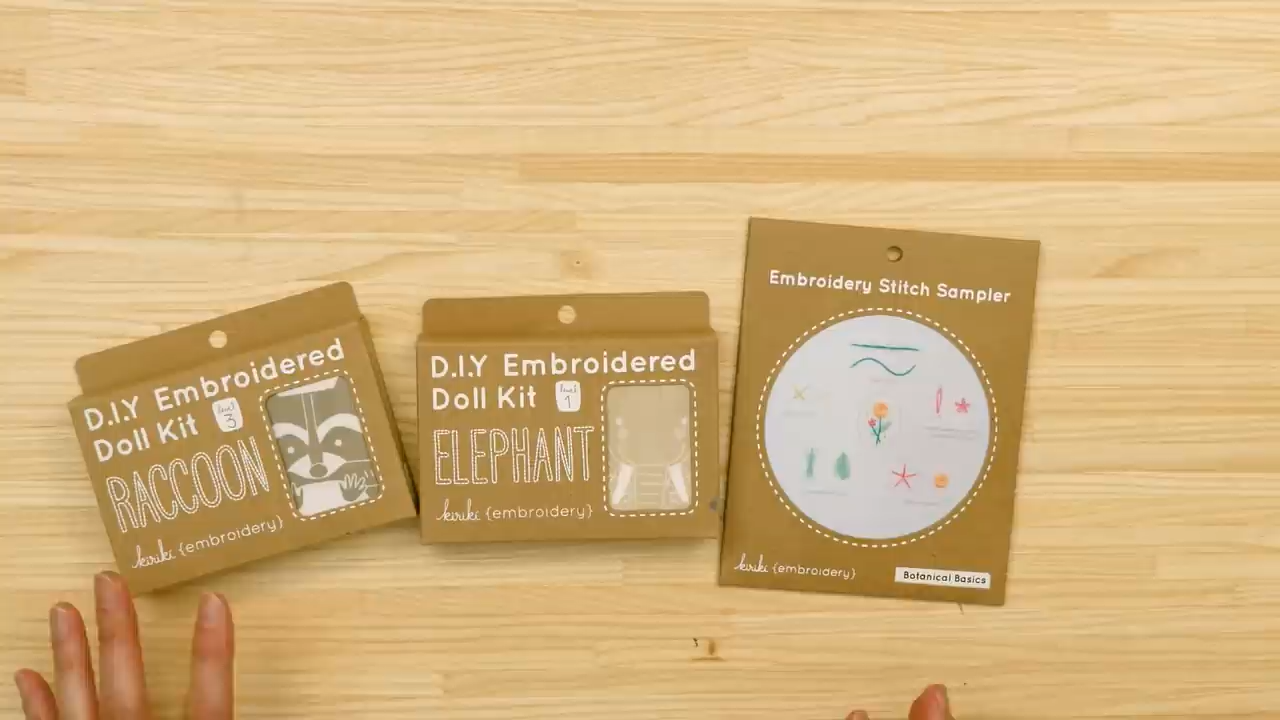 D.I.Y Embroidered
Doll Kit
level
3
RACCOON
kiriki {embroidery}
D.I.Y Embroidered
Doll Kit
level
1
ELEPHANT
kiriki {embroidery}
Embroidery Stitch Sampler
kiriki {embroidery}
Botanical Basics